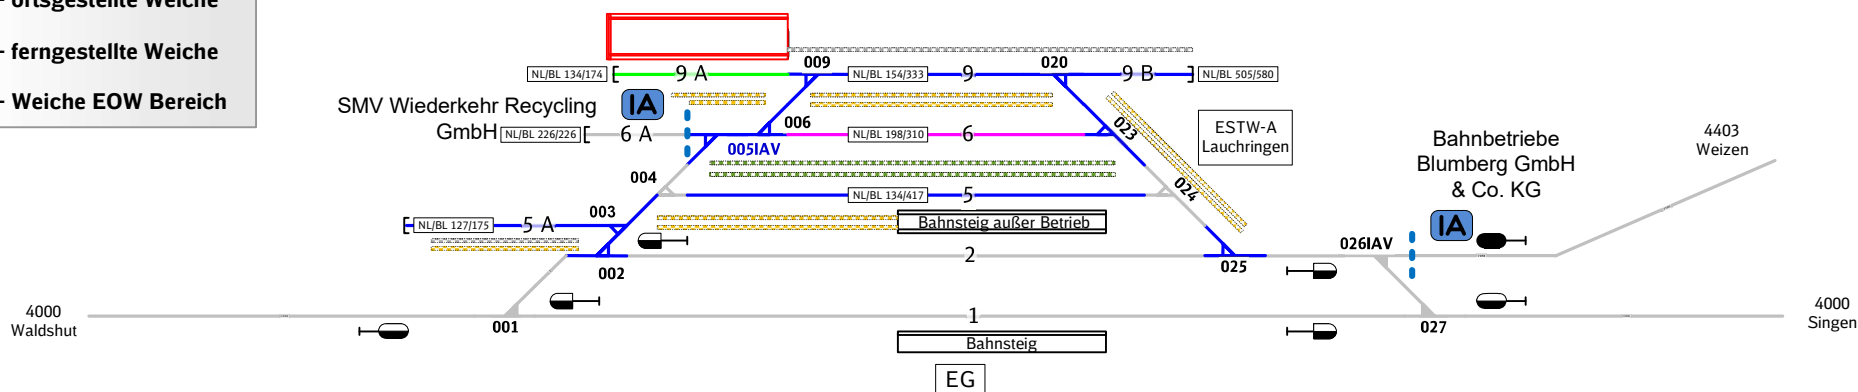 - ortsgestellte Weiche
- ferngestellte Weiche
- Weiche EOW Bereich
009
020
NL/BL 134/174
9 A
NL/BL 154/333
9
9 B
NL/BL 505/580
SMV Wiederkehr Recycling
GmbH
IA
NL/BL 226/226
6 A
006
005IAV
NL/BL 198/310
6
023
ESTW-A
Lauchringen
Bahnbetriebe
Blumberg GmbH
& Co. KG
IA
4403
Weizen
004
NL/BL 134/417
5
024
003
NL/BL 127/175
5 A
Bahnsteig außer Betrieb
002
2
025
026IAV
4000
Waldshut
001
1
027
4000
Singen
Bahnsteig
EG